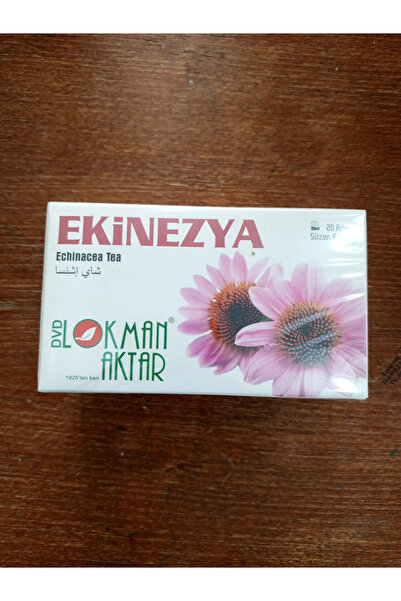 EKiNEZYA
Echinacea Tea
شاي إشنسا
20
Süzen
DVD LOKMAN®
AKTAR
1925'ten beri